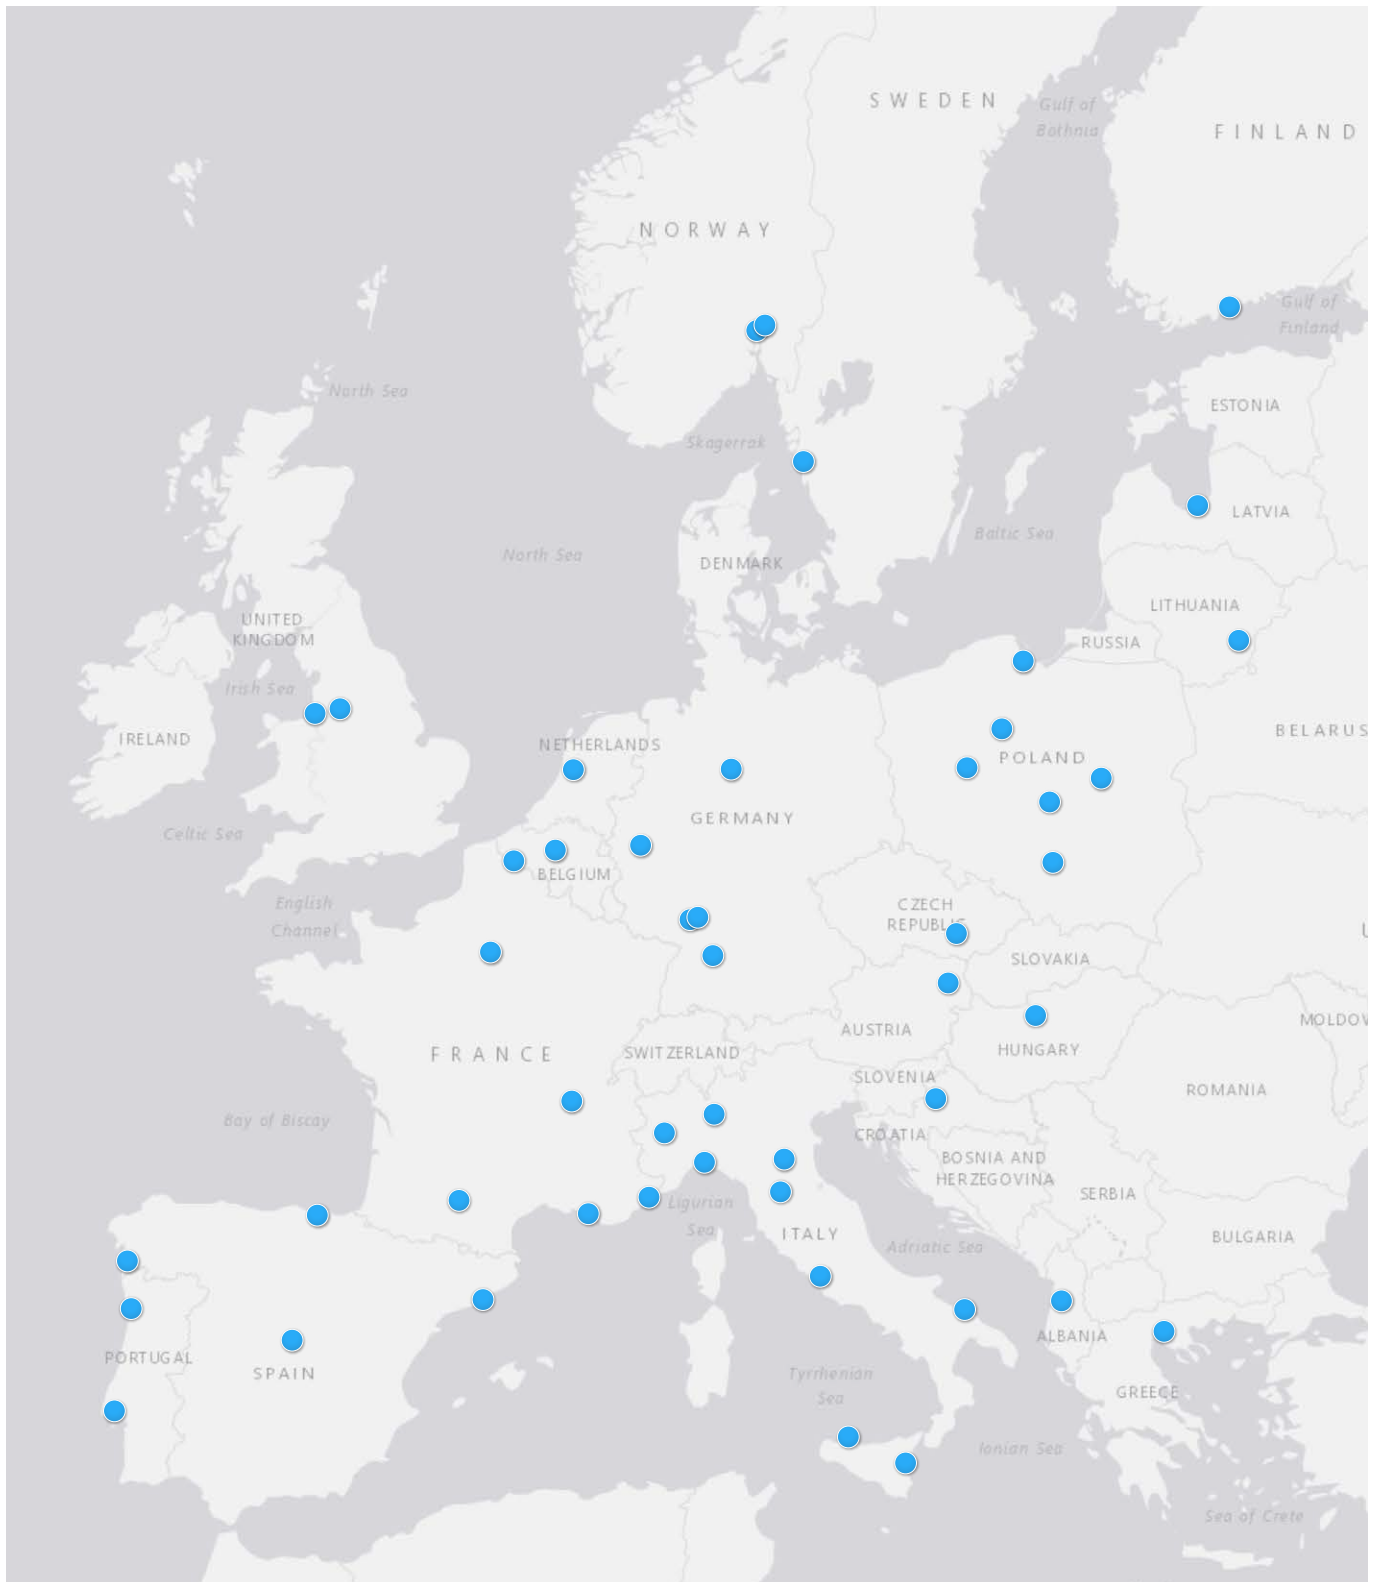 SWEDEN
Gulf of
Bothnia
FINLAND
NORWAY
Gulf of
Finland
North Sea
ESTONIA
Skagerrak
LATVIA
Baltic Sea
North Sea
DENMARK
LITHUANIA
UNITED
KINGDOM
RUSSIA
Irish Sea
IRELAND
NETHERLANDS
BELARUS
POLAND
GERMANY
Celtic Sea
BELGIUM
English
Channel
CZECH
REPUBLIC
U
SLOVAKIA
MOLDOV
AUSTRIA
HUNGARY
FRANCE
SWITZERLAND
SLOVENIA
ROMANIA
Bay of Biscay
CROATIA
BOSNIA AND
HERZEGOVINA
SERBIA
Ligurian
Sea
ITALY
BULGARIA
Adriatic Sea
ALBANIA
PORTUGAL
SPAIN
Tyrrhenian
Sea
GREECE
Ionian Sea
Sea of Crete